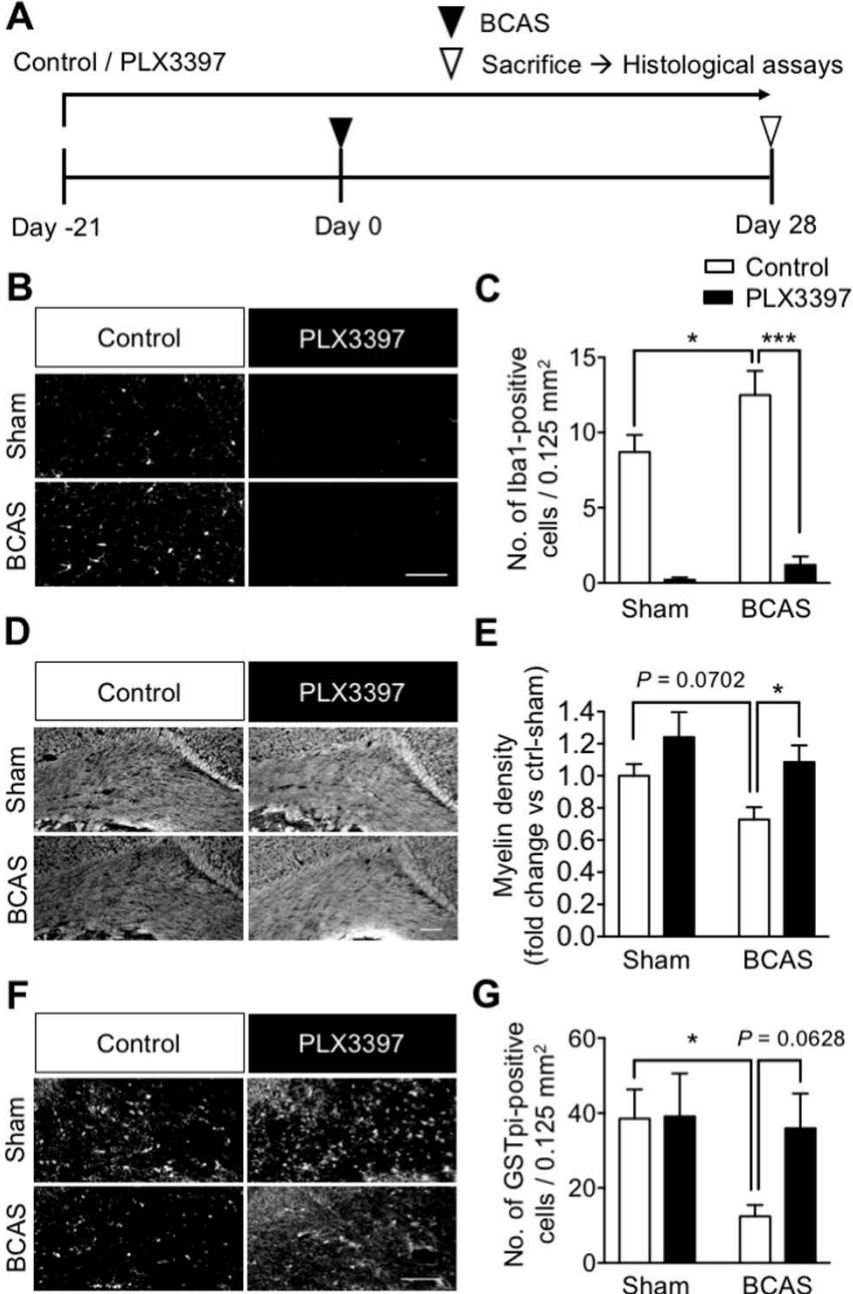 A
BCAS
Control / PLX3397
Sacrifice → Histological assays
Day -21
Day 0
Day 28
B
Control
PLX3397
Sham
BCAS
C
Control
PLX3397
No. of Iba1-positive
cells / 0.125 mm²
15
10
5
0
*
***
Sham
BCAS
D
Control
PLX3397
Sham
BCAS
E
P = 0.0702
*
Myelin density
(fold change vs ctrl-sham)
1.4
1.2
1.0
0.8
0.6
0.4
0.2
0.0
Sham
BCAS
F
Control
PLX3397
Sham
BCAS
G
*
P = 0.0628
No. of GSTpi-positive
cells / 0.125 mm²
60
40
20
0
Sham
BCAS